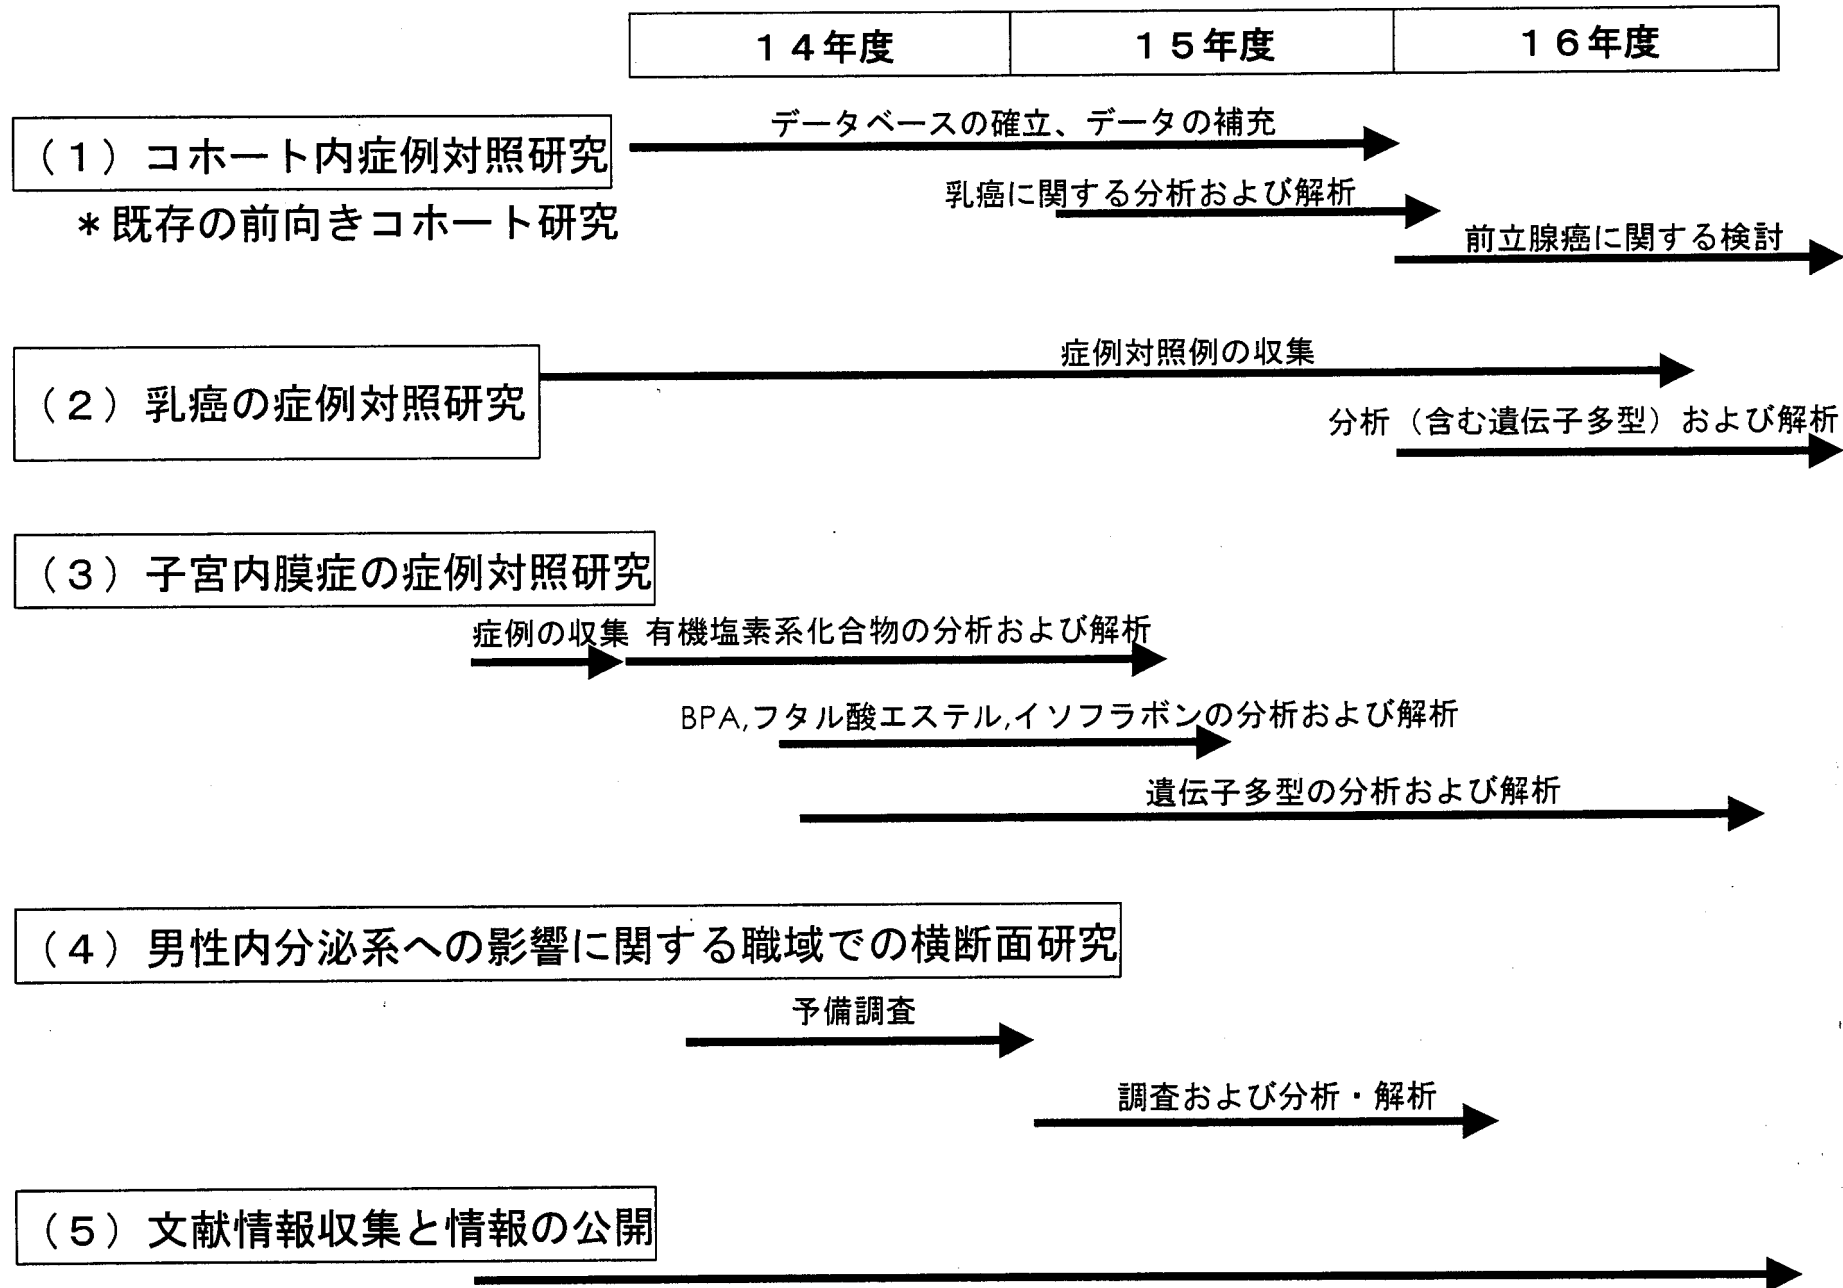 14年度 15年度 16年度
(1)コホート内症例対照研究
*既存の前向きコホート研究
データベースの確立、データの補充
乳癌に関する分析および解析
前立腺癌に関する検討
(2)乳癌の症例対照研究
症例対照例の収集
分析(含む遺伝子多型)および解析
(3)子宮内膜症の症例対照研究
症例の収集 有機塩素系化合物の分析および解析
BPA,フタル酸エステル,イソフラボンの分析および解析
遺伝子多型の分析および解析
(4)男性内分泌系への影響に関する職域での横断面研究
予備調査
調査および分析・解析
(5)文献情報収集と情報の公開